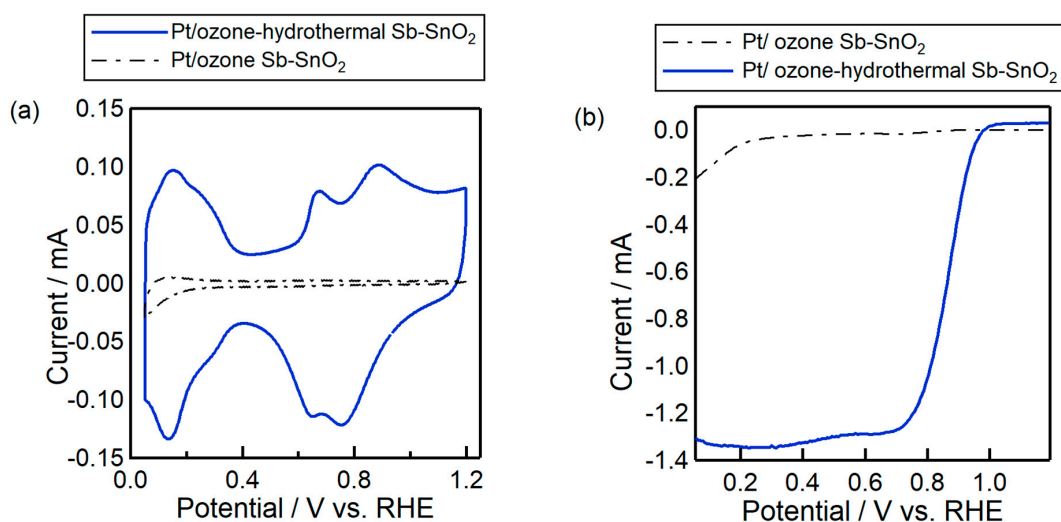 Pt/ozone-hydrothermal Sb-SnO₂
Pt/ozone Sb-SnO₂
(a)
0.15
0.10
0.05
0.00
-0.05
-0.10
-0.15
Current / mA
0.0 0.4 0.8 1.2
Potential / V vs. RHE
Pt/ ozone Sb-SnO₂
Pt/ ozone-hydrothermal Sb-SnO₂
(b)
0.0
-0.2
-0.4
-0.6
-0.8
-1.0
-1.2
-1.4
Current / mA
0.2 0.4 0.6 0.8 1.0
Potential / V vs. RHE